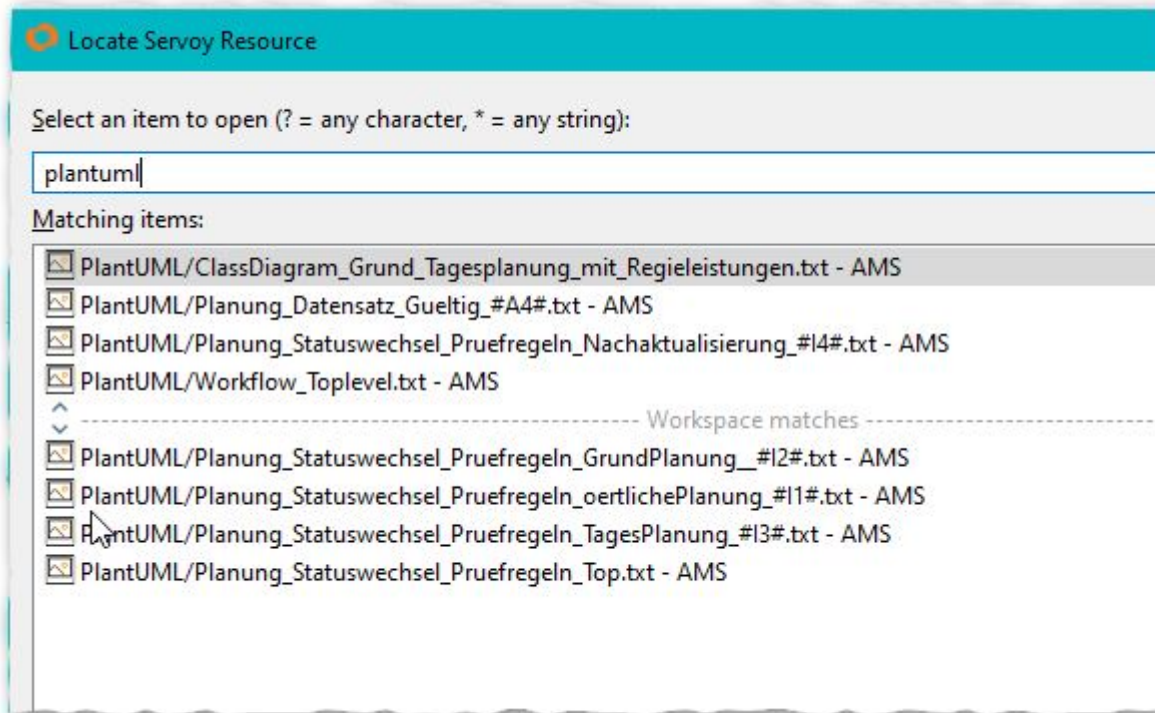 Locate Servoy Resource
Select an item to open (? = any character, * = any string):
plantuml
Matching items:
PlantUML/ClassDiagram_Grund_Tagesplanung_mit_Regieleistungen.txt - AMS
PlantUML/Planung_Datensatz_Gueltig_#A4#.txt - AMS
PlantUML/Planung_Statuswechsel_Pruefregeln_Nachaktualisierung_#I4#.txt - AMS
PlantUML/Workflow_Toplevel.txt - AMS
Workspace matches
PlantUML/Planung_Statuswechsel_Pruefregeln_GrundPlanung__#I2#.txt - AMS
PlantUML/Planung_Statuswechsel_Pruefregeln_oertlichePlanung_#I1#.txt - AMS
PlantUML/Planung_Statuswechsel_Pruefregeln_TagesPlanung_#I3#.txt - AMS
PlantUML/Planung_Statuswechsel_Pruefregeln_Top.txt - AMS